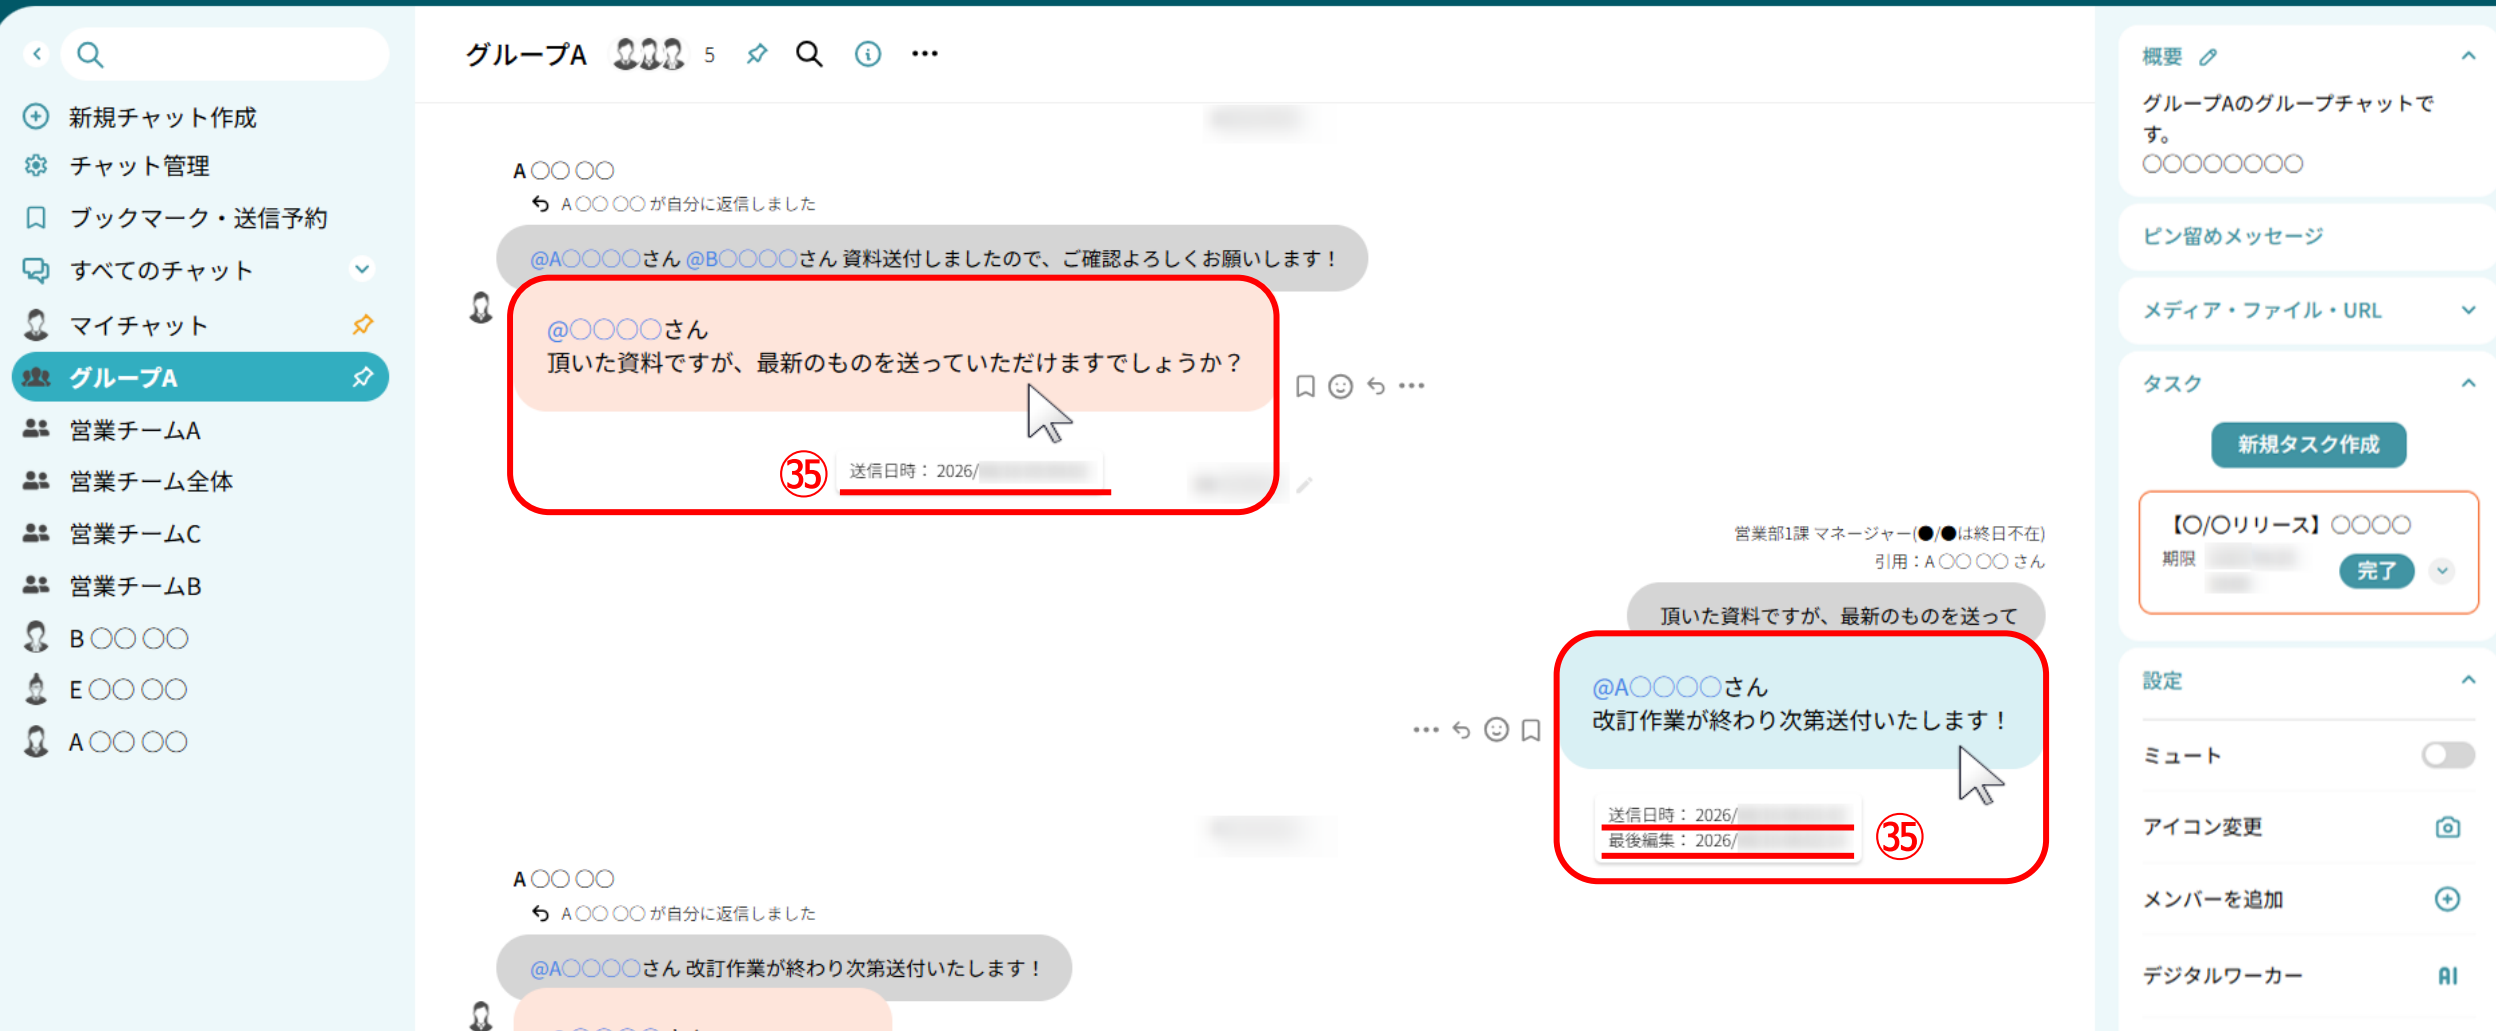 新規チャット作成
チャット管理
ブックマーク・送信予約
すべてのチャット
マイチャット
グループA
営業チームA
営業チーム全体
営業チームC
営業チームB
B〇〇 〇〇
E〇〇 〇〇
A〇〇 〇〇
グループA 5
A〇〇 〇〇
A〇〇 〇〇 が自分に返信しました
@A〇〇〇〇さん @B〇〇〇〇さん 資料送付しましたので、ご確認よろしくお願いします！
@〇〇〇〇さん
頂いた資料ですが、最新のものを送っていただけますでしょうか？
㉟ 送信日時： 2026/
営業部1課 マネージャー(●/●は終日不在)
引用：A〇〇 〇〇 さん
頂いた資料ですが、最新のものを送って
@A〇〇〇〇さん
改訂作業が終わり次第送付いたします！
送信日時： 2026/
最後編集： 2026/
㉟
A〇〇 〇〇
A〇〇 〇〇 が自分に返信しました
@A〇〇〇〇さん 改訂作業が終わり次第送付いたします！
概要
グループAのグループチャットで
す。
〇〇〇〇〇〇〇〇
ピン留めメッセージ
メディア・ファイル・URL
タスク
新規タスク作成
【〇/〇リリース】〇〇〇〇
期限
完了
設定
ミュート
アイコン変更
メンバーを追加
デジタルワーカー AI